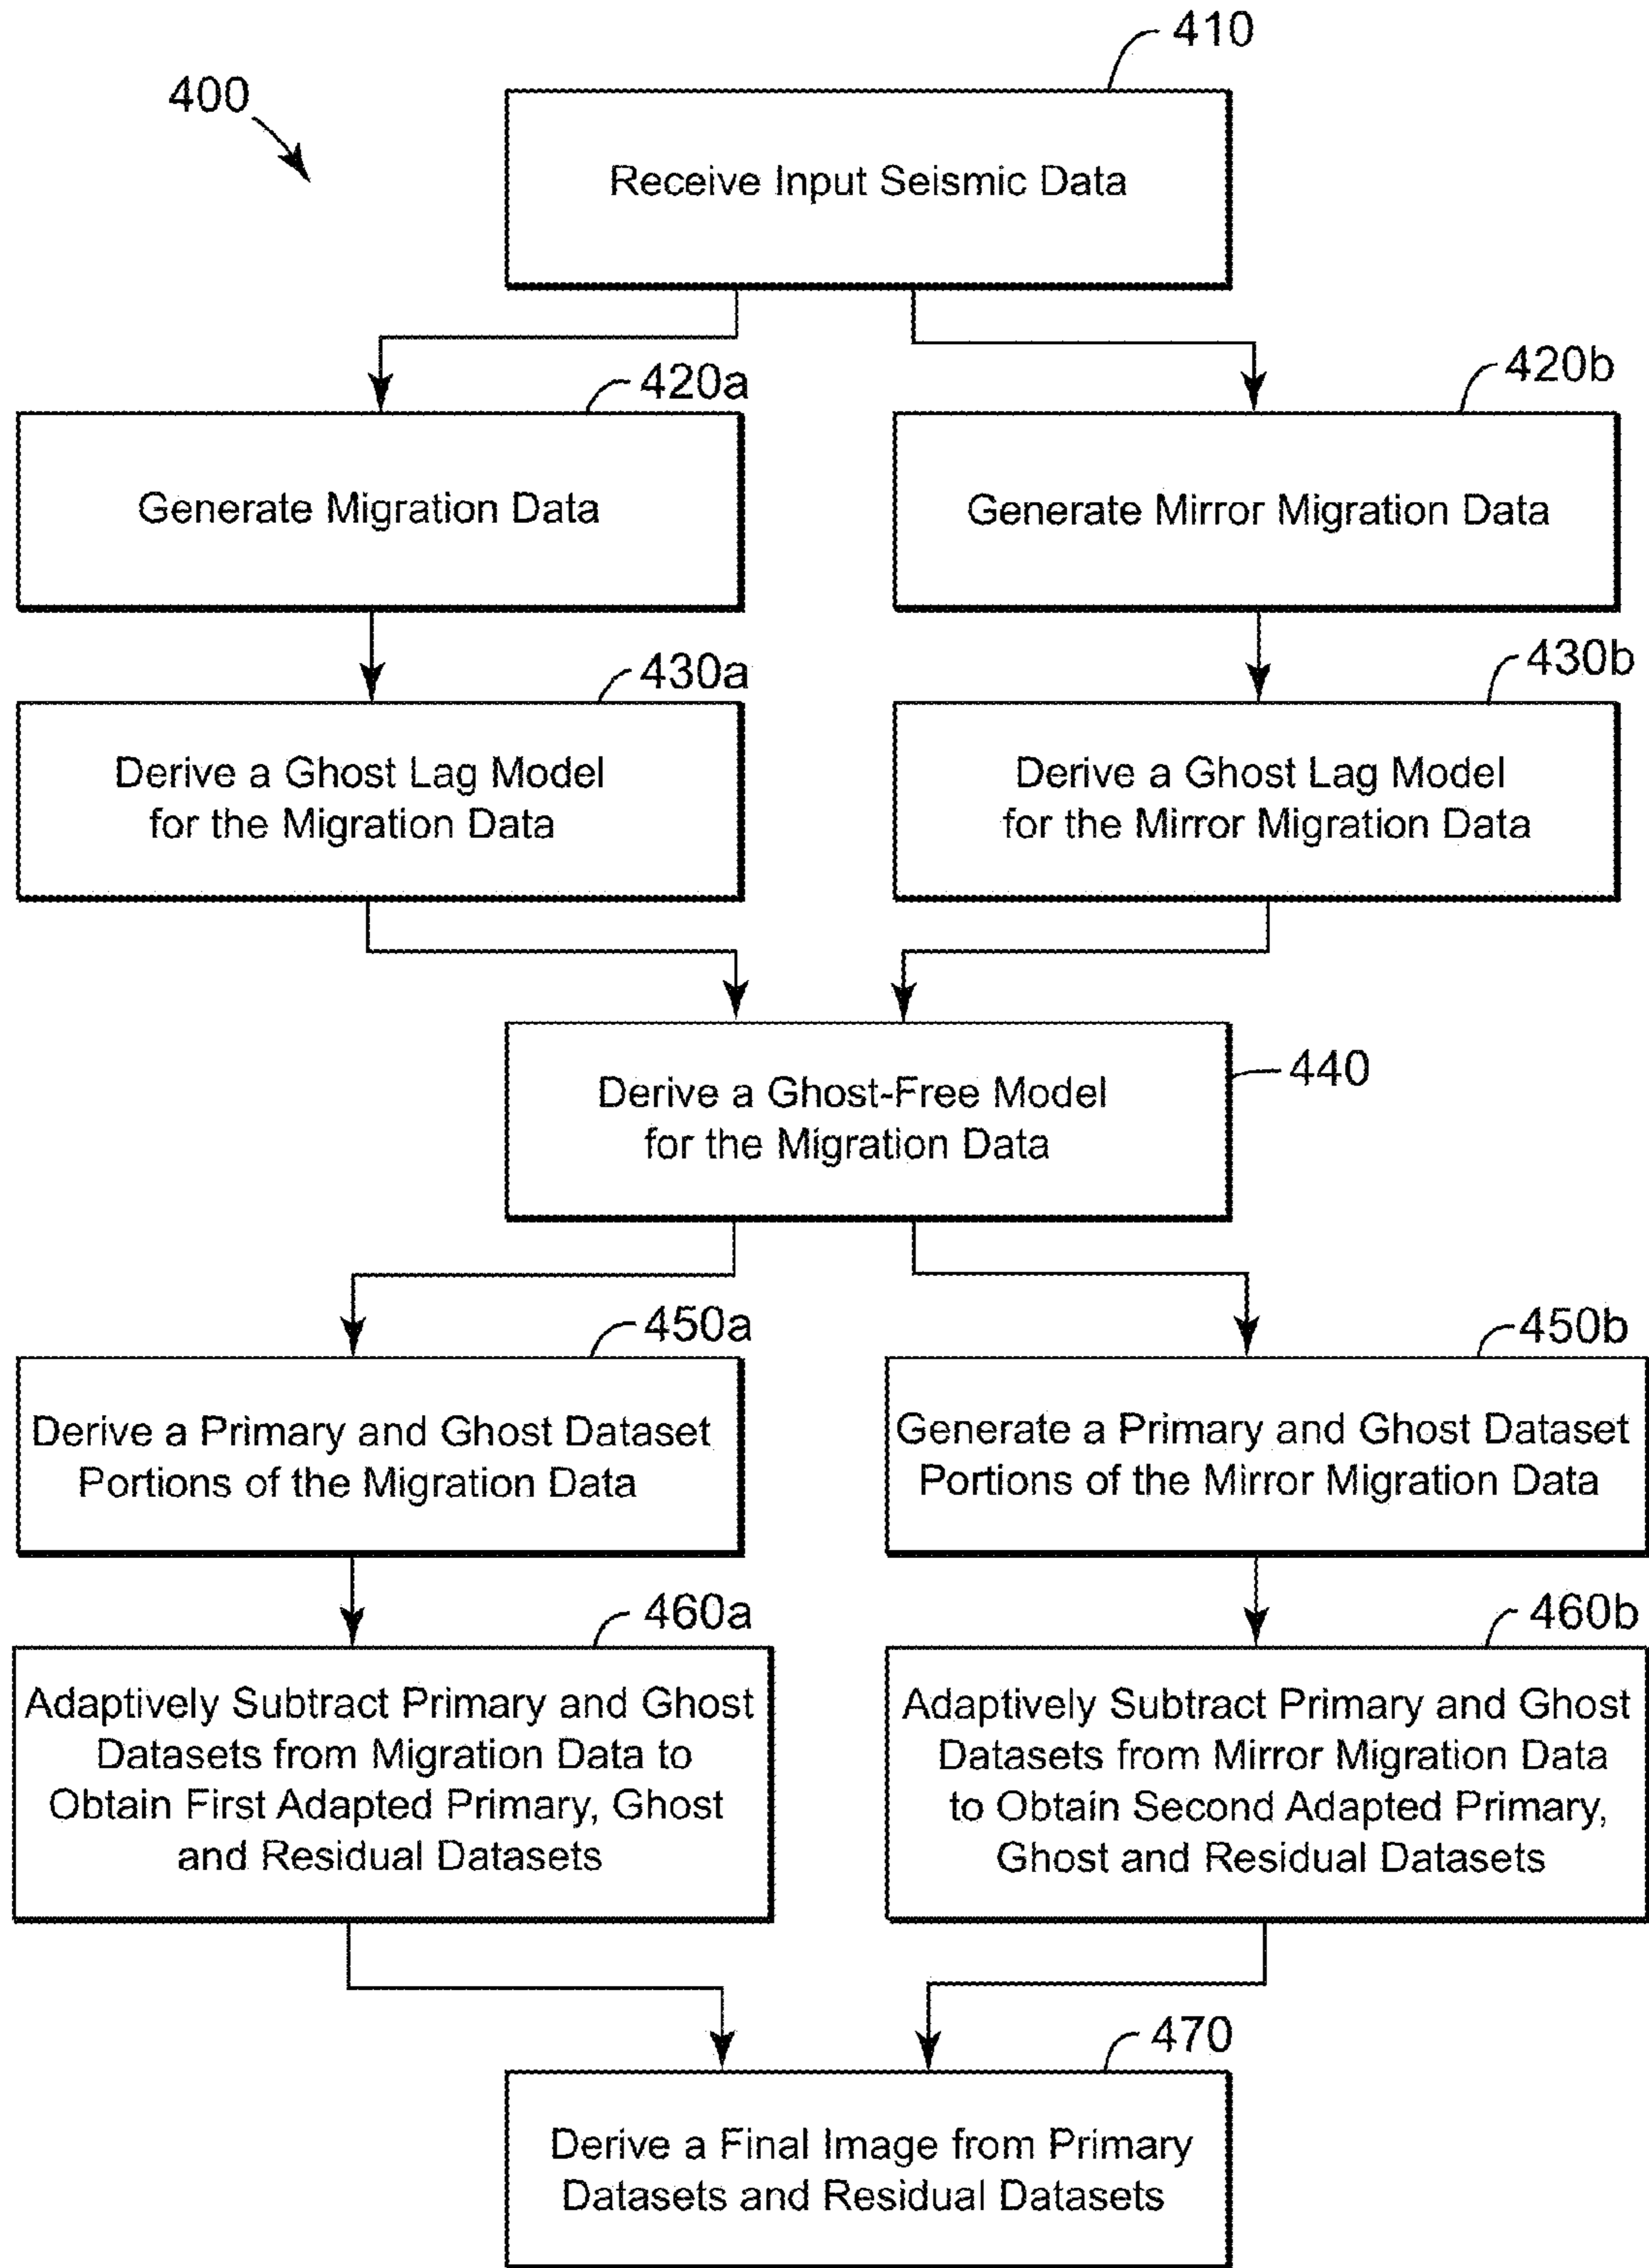 410
400
Receive Input Seismic Data
420a
420b
Generate Migration Data
Generate Mirror Migration Data
430a
430b
Derive a Ghost Lag Model
for the Migration Data
Derive a Ghost Lag Model
for the Mirror Migration Data
440
Derive a Ghost-Free Model
for the Migration Data
450a
450b
Derive a Primary and Ghost Dataset
Portions of the Migration Data
Generate a Primary and Ghost Dataset
Portions of the Mirror Migration Data
460a
460b
Adaptively Subtract Primary and Ghost
Datasets from Migration Data to
Obtain First Adapted Primary, Ghost
and Residual Datasets
Adaptively Subtract Primary and Ghost
Datasets from Mirror Migration Data
to Obtain Second Adapted Primary,
Ghost and Residual Datasets
470
Derive a Final Image from Primary
Datasets and Residual Datasets